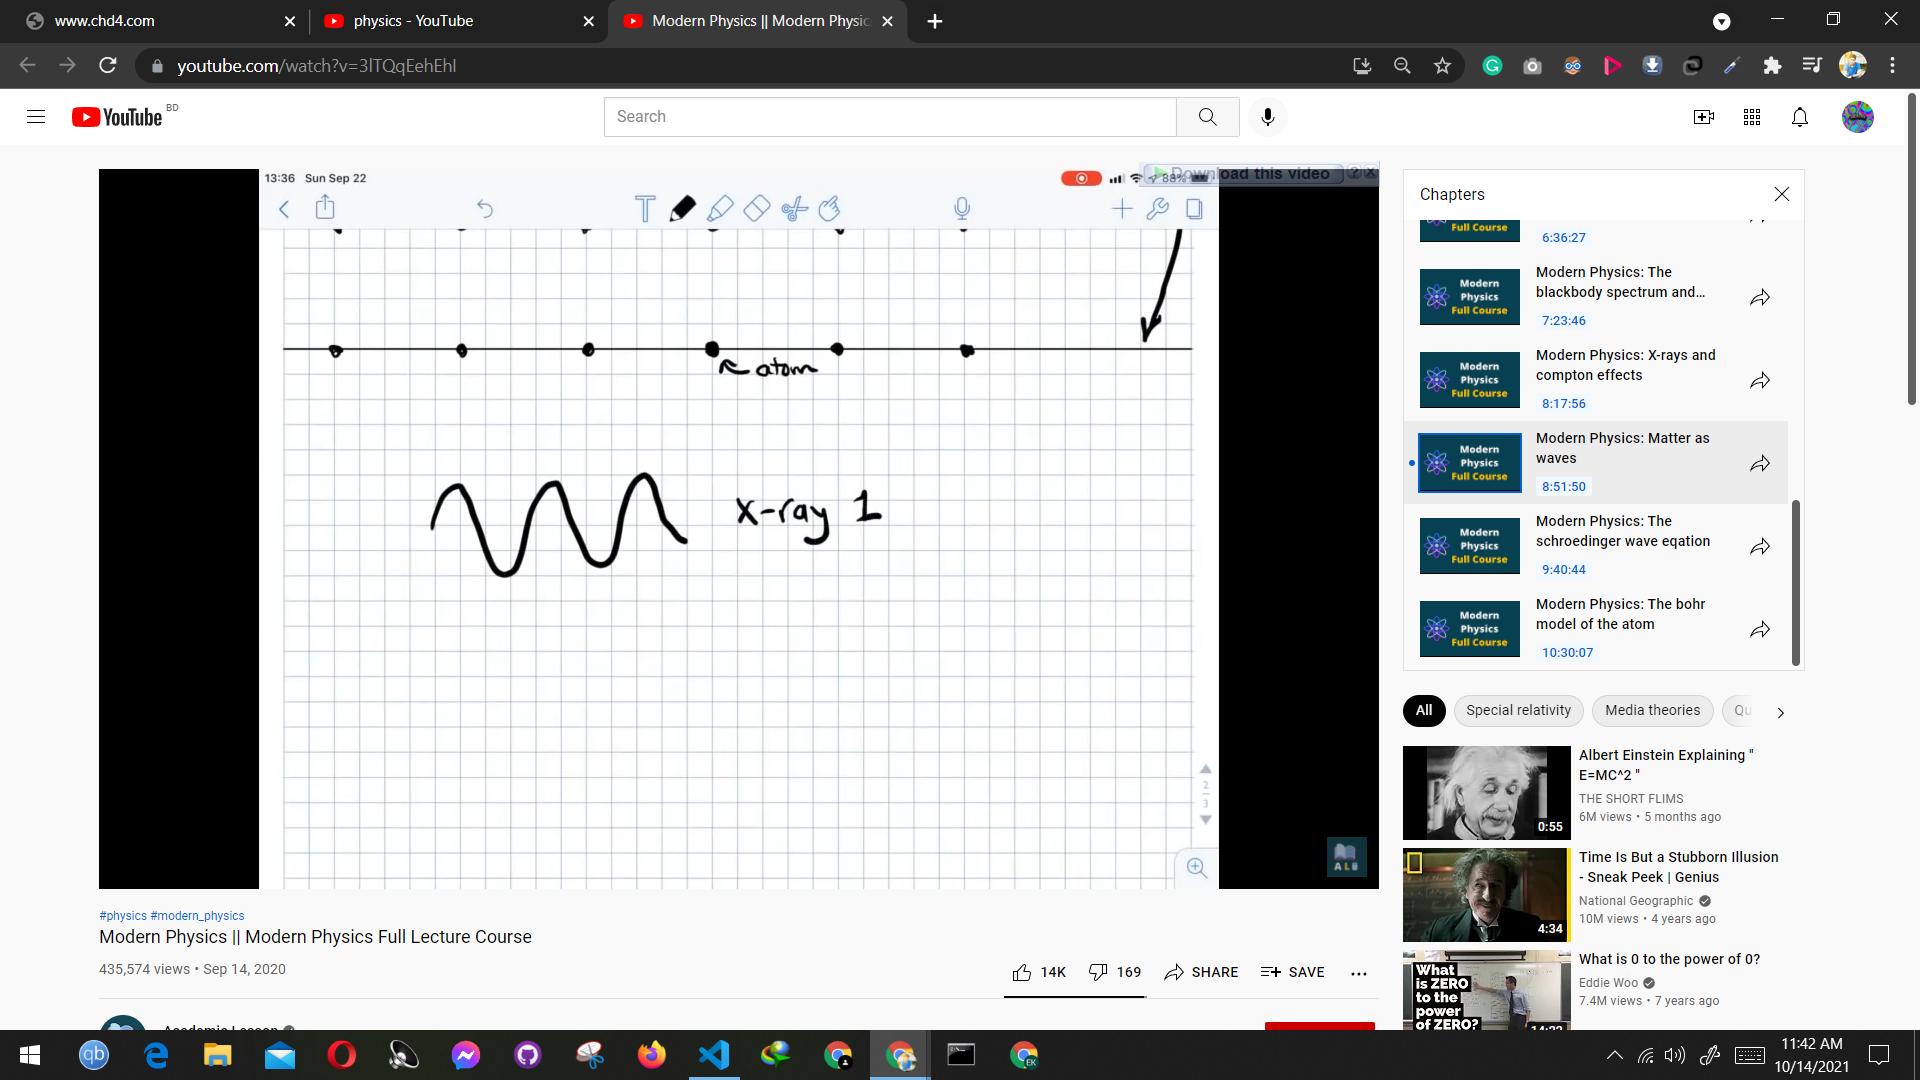 www.chd4.com
physics - YouTube
Modern Physics || Modern Physic
youtube.com/watch?v=3lTQqEehEhI
YouTube BD
Search
13:36 Sun Sep 22
88%
Download this video
T
atom
x-ray 1
2
3
ALB
#physics #modern_physics
Modern Physics || Modern Physics Full Lecture Course
435,574 views • Sep 14, 2020
14K 169 SHARE SAVE
Chapters
Full Course
6:36:27
Modern Physics Full Course
Modern Physics: The
blackbody spectrum and...
7:23:46
Modern Physics Full Course
Modern Physics: X-rays and
compton effects
8:17:56
Modern Physics Full Course
Modern Physics: Matter as
waves
8:51:50
Modern Physics Full Course
Modern Physics: The
schroedinger wave eqation
9:40:44
Modern Physics Full Course
Modern Physics: The bohr
model of the atom
10:30:07
All Special relativity Media theories Qu
0:55
Albert Einstein Explaining "
E=MC^2 "
THE SHORT FLIMS
6M views • 5 months ago
4:34
Time Is But a Stubborn Illusion
- Sneak Peek | Genius
National Geographic
10M views • 4 years ago
What
is ZERO
to the
power
of ZERO?
What is 0 to the power of 0?
Eddie Woo
7.4M views • 7 years ago
qb
EK
11:42 AM
10/14/2021